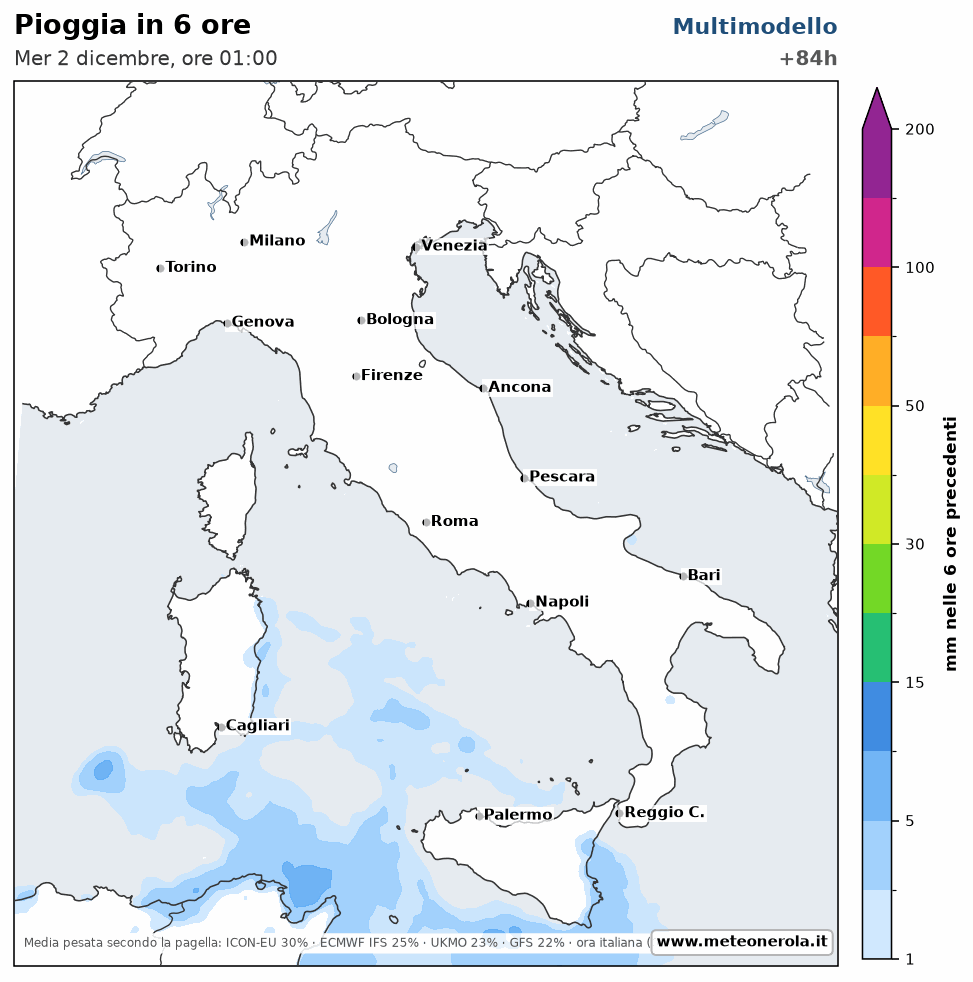 Pioggia in 6 ore
Multimodello
Mer 2 dicembre, ore 01:00
+84h
Milano
Venezia
Torino
Genova
Bologna
Firenze
Ancona
Pescara
Roma
Bari
Napoli
Cagliari
Palermo
Reggio C.
Media pesata secondo la pagella: ICON-EU 30% · ECMWF IFS 25% · UKMO 23% · GFS 22% · ora italiana (
www.meteonerola.it
200
100
50
30
15
5
1
mm nelle 6 ore precedenti